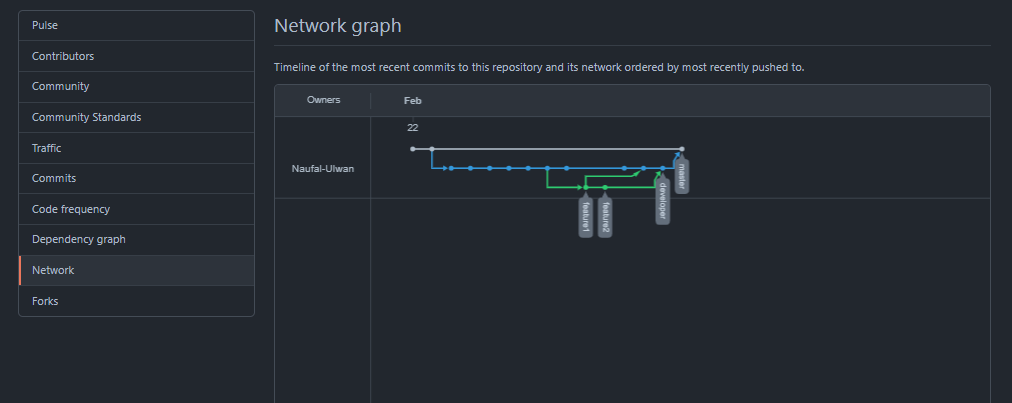 Pulse
Contributors
Community
Community Standards
Traffic
Commits
Code frequency
Dependency graph
Network
Forks
Network graph
Timeline of the most recent commits to this repository and its network ordered by most recently pushed to.
Owners
Feb
22
Naufal-Ulwan
master
developer
feature1
feature2